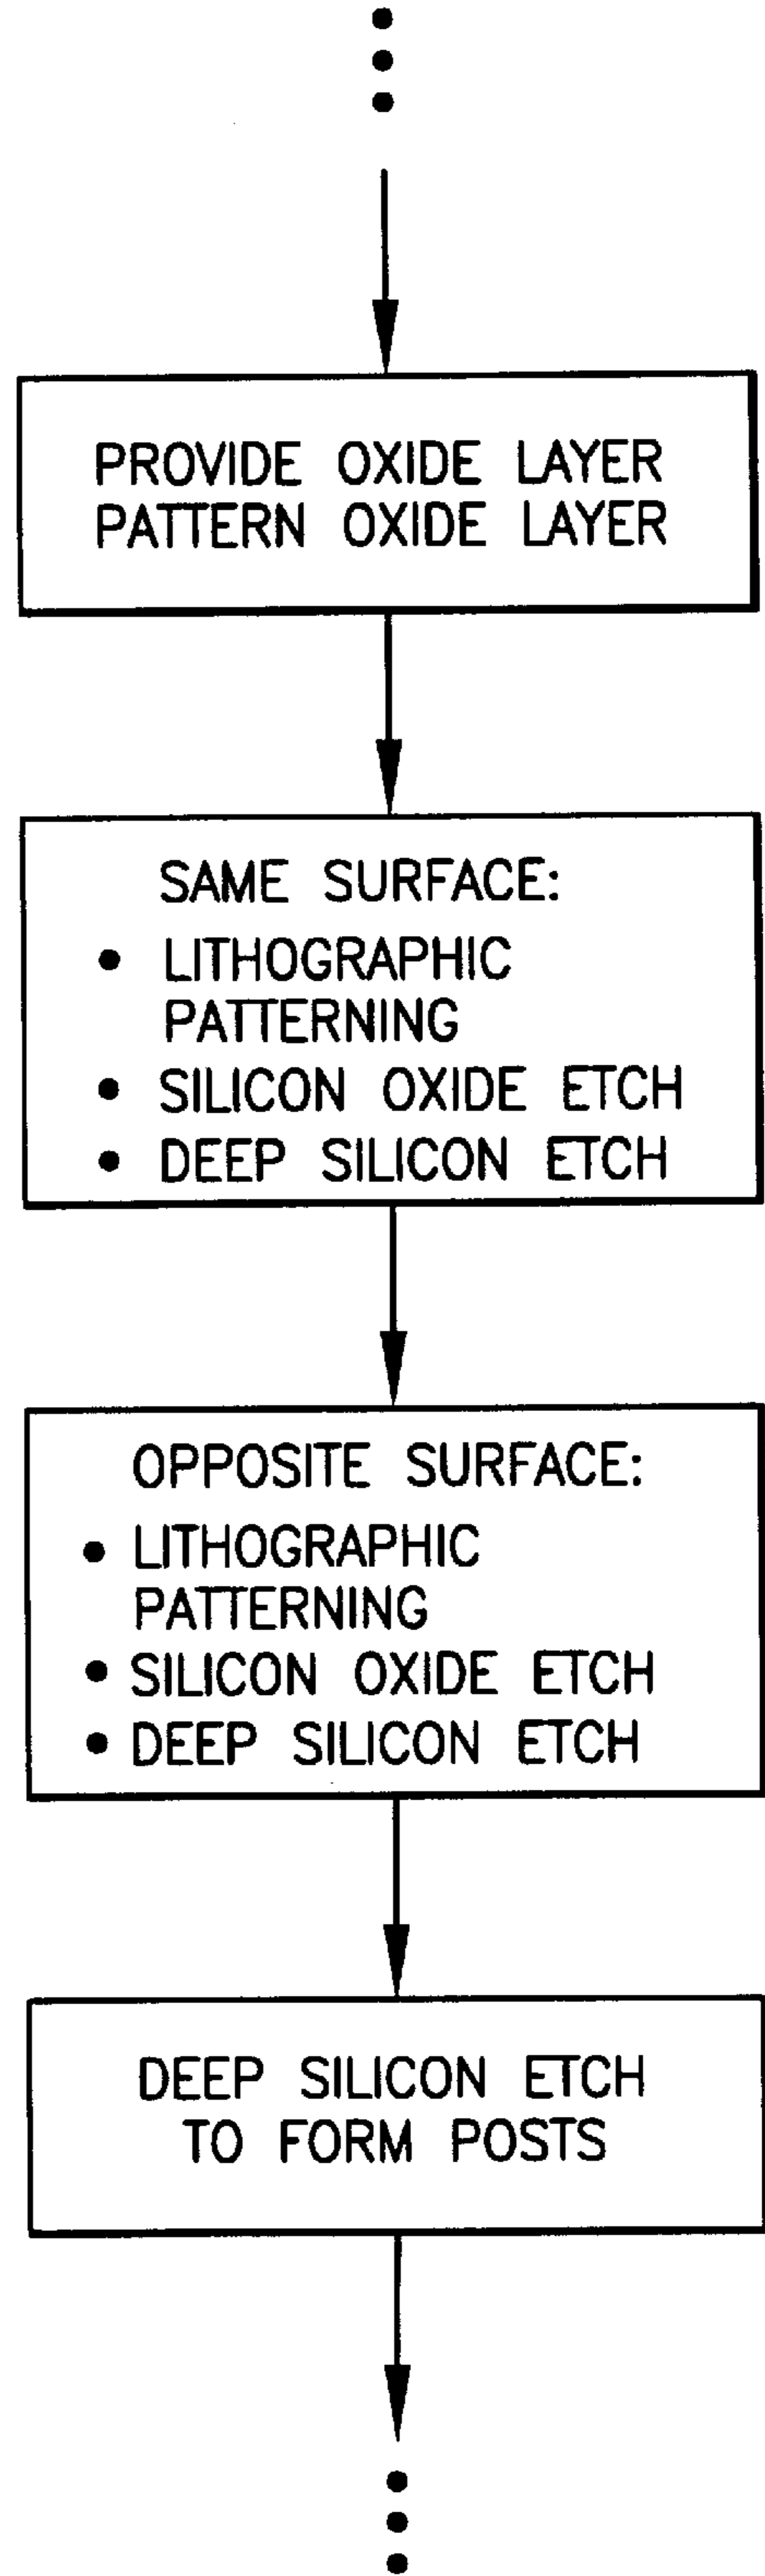 PROVIDE OXIDE LAYER
PATTERN OXIDE LAYER
SAME SURFACE:
• LITHOGRAPHIC
PATTERNING
• SILICON OXIDE ETCH
• DEEP SILICON ETCH
OPPOSITE SURFACE:
• LITHOGRAPHIC
PATTERNING
• SILICON OXIDE ETCH
• DEEP SILICON ETCH
DEEP SILICON ETCH
TO FORM POSTS